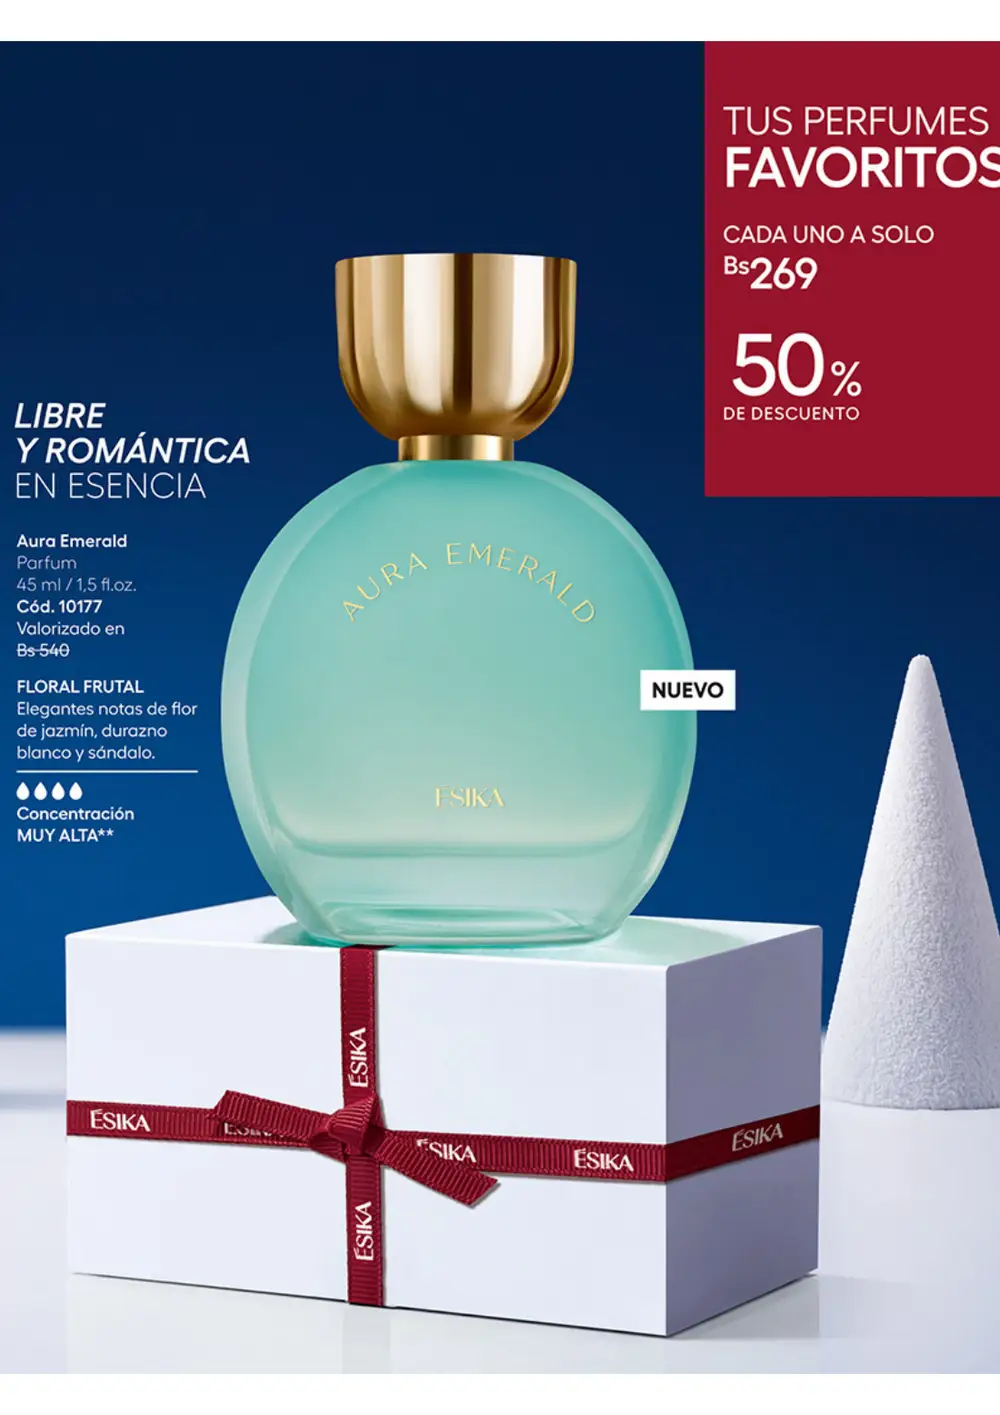 TUS PERFUMES
FAVORITOS
CADA UNO A SOLO
Bs269
50%
DE DESCUENTO
LIBRE
Y ROMÁNTICA
EN ESENCIA
Aura Emerald
Parfum
45 ml / 1,5 fl.oz.
Cód. 10177
Valorizado en
Bs 540
FLORAL FRUTAL
Elegantes notas de flor
de jazmín, durazno
blanco y sándalo.
Concentración
MUY ALTA**
AURA EMERALD
NUEVO
ÉSIKA
ÉSIKA
ÉSIKA
ÉSIKA
ÉSIKA
ÉSIKA
ÉSIKA
ÉSIKA